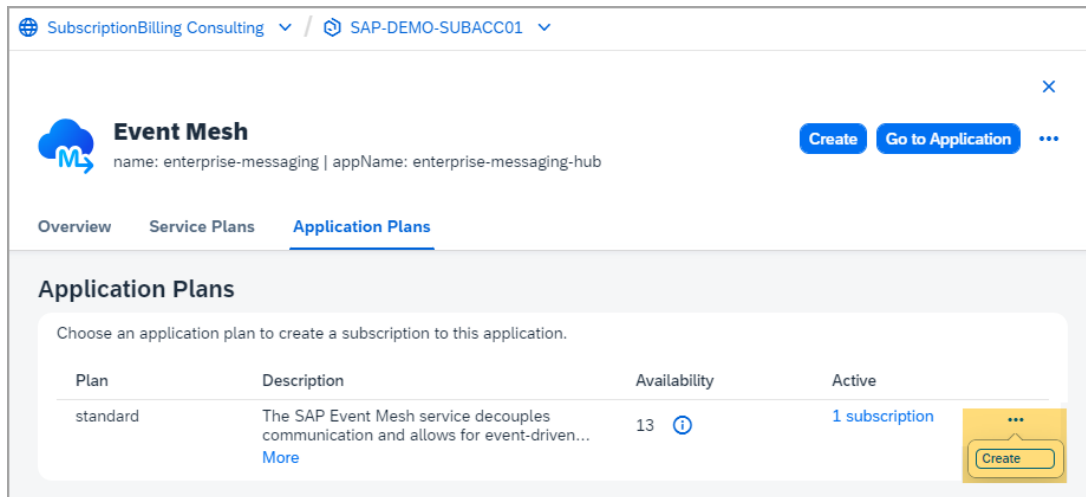 SubscriptionBilling Consulting / SAP-DEMO-SUBACC01
Event Mesh
name: enterprise-messaging | appName: enterprise-messaging-hub
Create Go to Application
Overview Service Plans Application Plans
Application Plans
Choose an application plan to create a subscription to this application.
Plan Description Availability Active
standard The SAP Event Mesh service decouples 13 1 subscription
communication and allows for event-driven...
More
Create